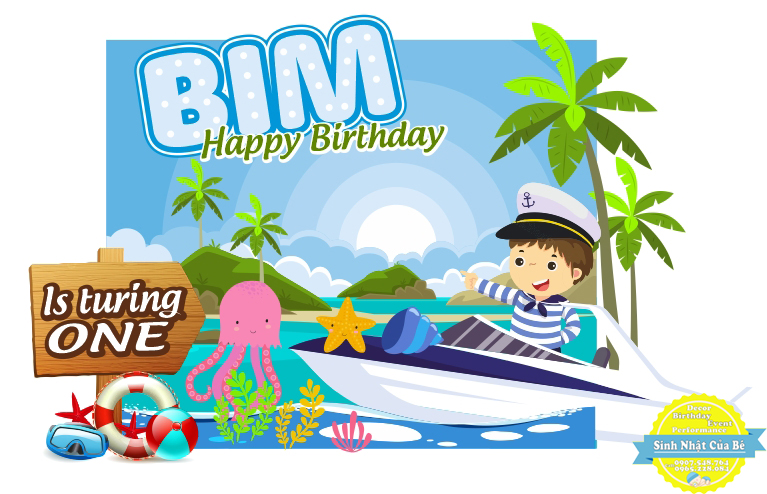 BIM
Happy Birthday
Is turing
ONE
Decor
Birthday
Event
Performance
Sinh Nhật Của Bé